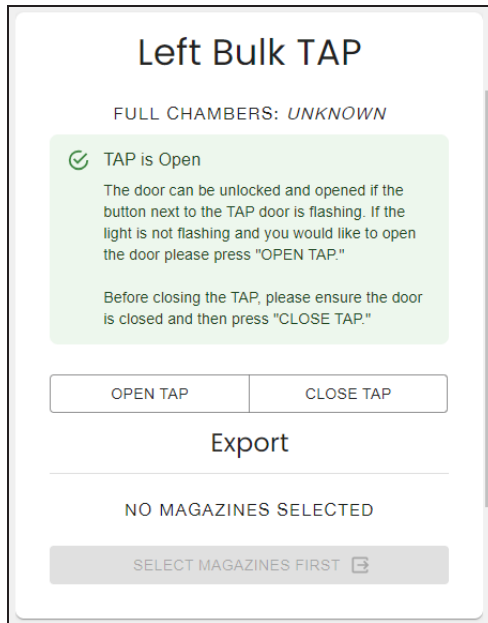 Left Bulk TAP
FULL CHAMBERS: UNKNOWN
TAP is Open
The door can be unlocked and opened if the
button next to the TAP door is flashing. If the
light is not flashing and you would like to open
the door please press "OPEN TAP."
Before closing the TAP, please ensure the door
is closed and then press "CLOSE TAP."
OPEN TAP CLOSE TAP
Export
NO MAGAZINES SELECTED
SELECT MAGAZINES FIRST